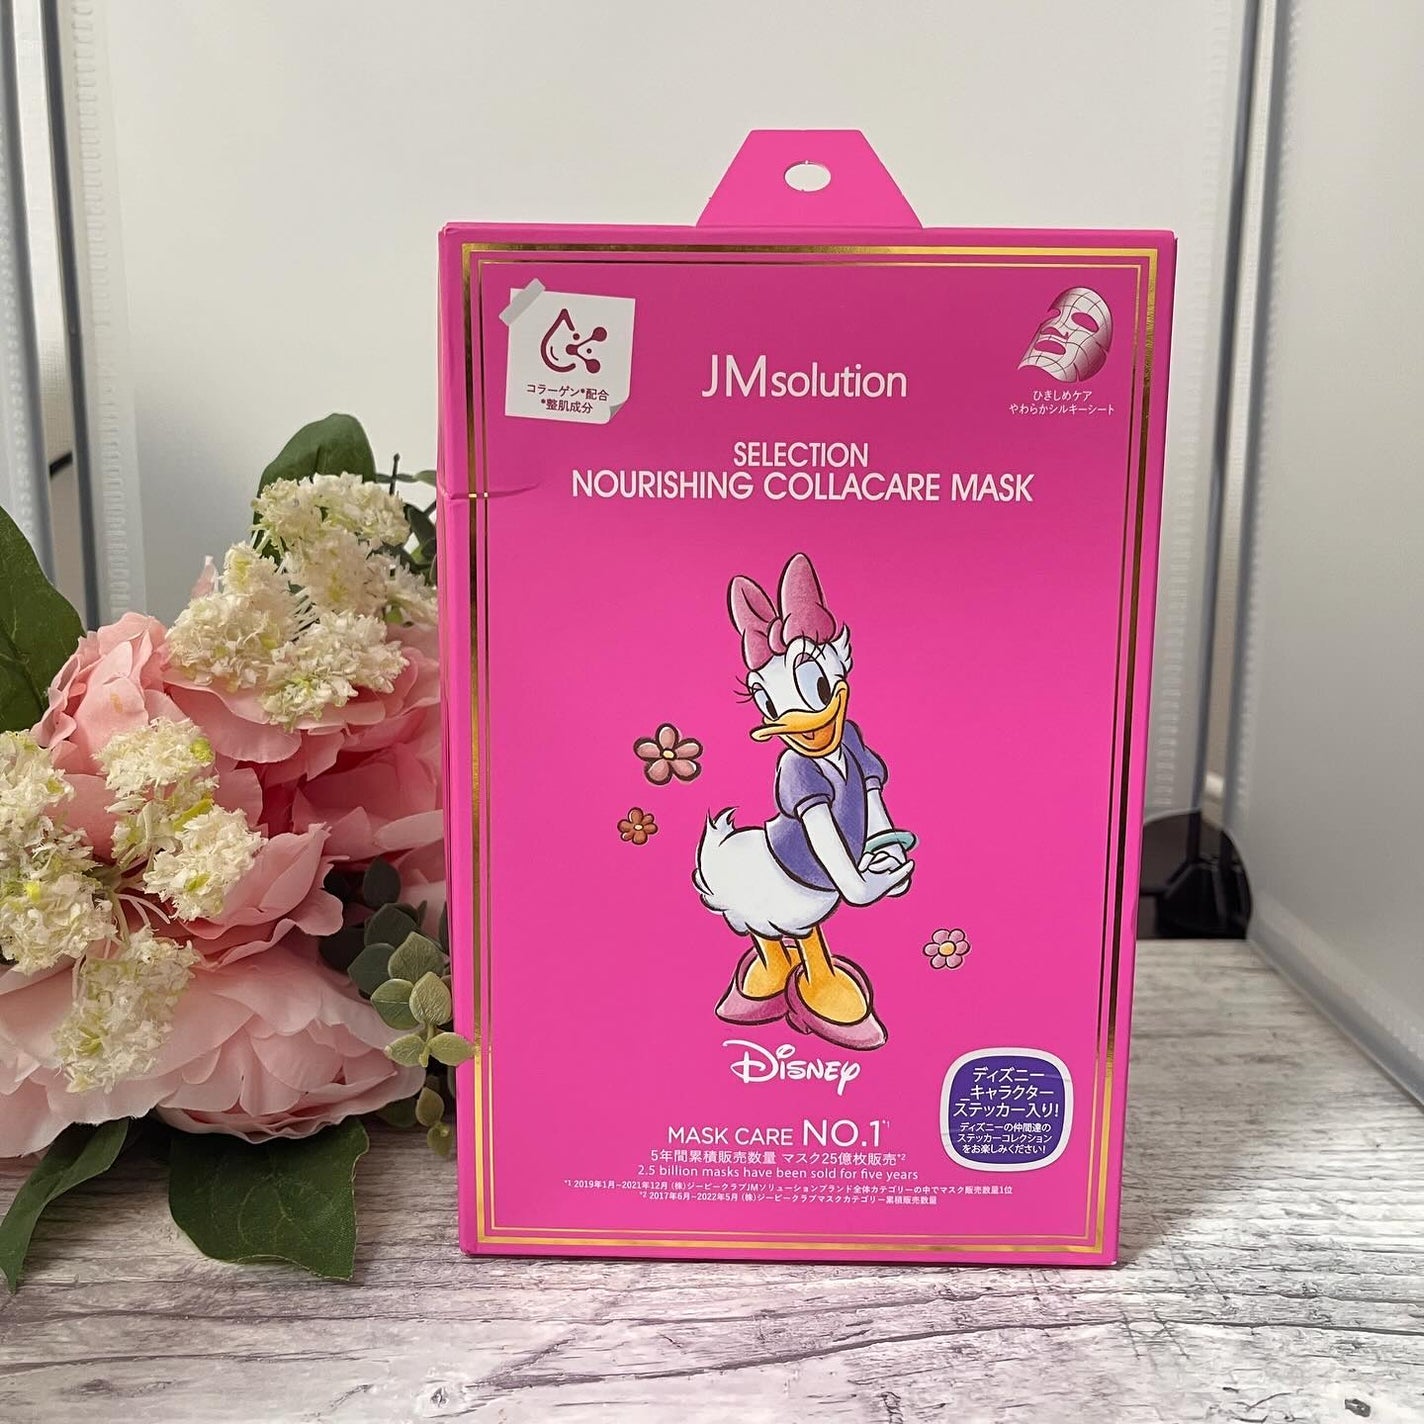 コラーゲン*配合
*整肌成分
ひきしめケア
やわらかシルキーシート
JMsolution
SELECTION
NOURISHING COLLACARE MASK
Disney
ディズニー
キャラクター
ステッカー入り!
ディズニーの仲間達の
ステッカーコレクション
をお楽しみください!
MASK CARE NO.1*1
5年間累積販売数量 マスク25億枚販売*2
2.5 billion masks have been sold for five years
*1 2019年1月~2021年12月 (株)ジーピークラブJMソリューションブランド全体カテゴリーの中でマスク販売数量1位
*2 2017年6月~2022年5月 (株)ジーピークラブマスクカテゴリー累積販売数量